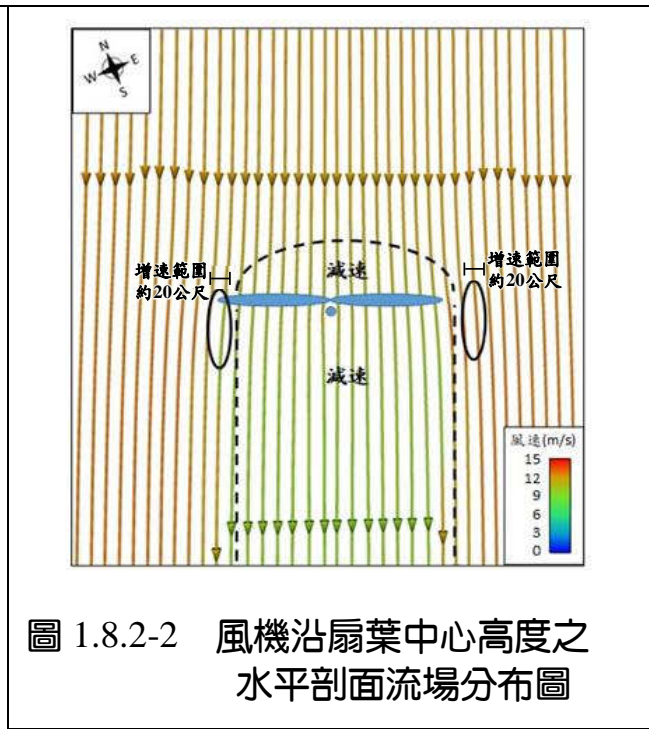 N
W E
S
增速範圍
約20公尺
減速
增速範圍
約20公尺
減速
風速(m/s)
15
12
9
6
3
0
圖 1.8.2-2 風機沿扇葉中心高度之
水平剖面流場分布圖